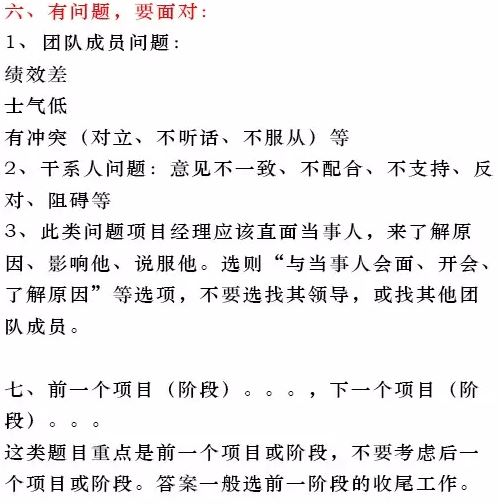 六、有问题，要面对：
1、团队成员问题：
绩效差
士气低
有冲突（对立、不听话、不服从）等
2、干系人问题：意见不一致、不配合、不支持、反
对、阻碍等
3、此类问题项目经理应该直面当事人，来了解原
因、影响他、说服他。选则“与当事人会面、开会、
了解原因”等选项，不要选找其领导，或找其他团
队成员。
七、前一个项目（阶段）。。。，下一个项目（阶
段）。。。
这类题目重点是前一个项目或阶段，不要考虑后一
个项目或阶段。答案一般选前一阶段的收尾工作。